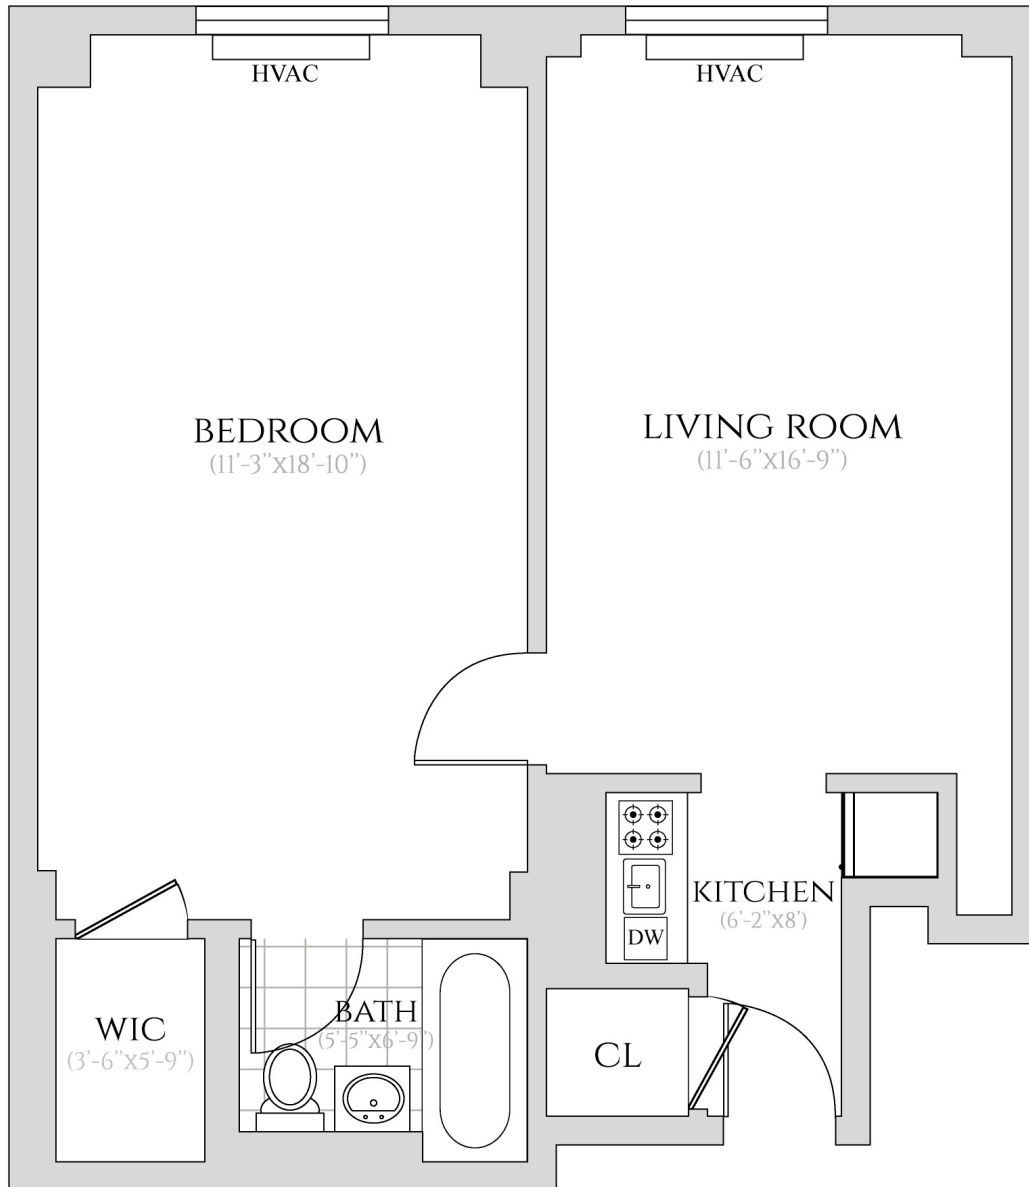 HVAC
HVAC
BEDROOM
(11'-3"X18'-10")
LIVING ROOM
(11'-6"X16'-9")
KITCHEN
(6'-2"X8')
DW
BATH
(5'-5"X6'-9")
WIC
(3'-6"X5'-9")
CL